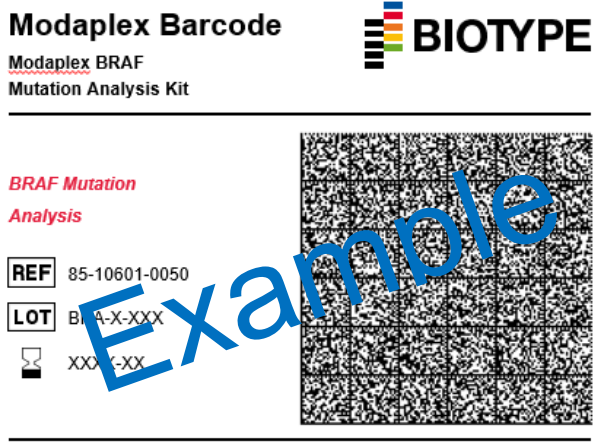 Modaplex Barcode
BIOTYPE
Modaplex BRAF
Mutation Analysis Kit
BRAF Mutation
Analysis
REF 85-10601-0050
LOT
Example